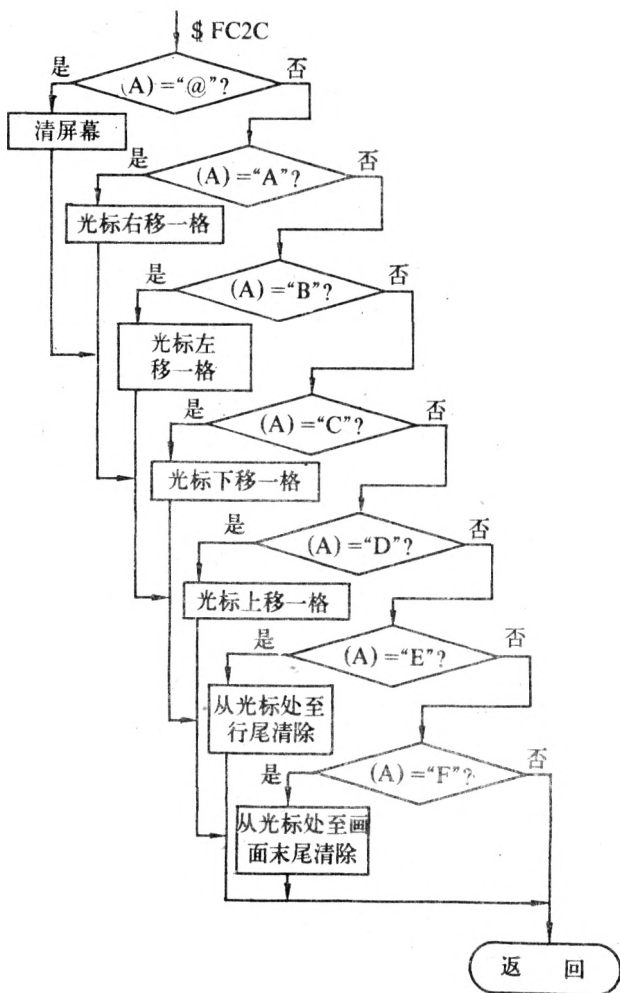 $ FC2C
是
(A) =“@”?
否
清屏幕
是
(A) =“A”?
否
光标右移一格
是
(A) =“B”?
否
光标左
移一格
是
(A) =“C”?
否
光标下移一格
是
(A) =“D”?
否
光标上移一格
是
(A) =“E”?
否
从光标处至
行尾清除
是
(A) =“F”?
否
从光标处至画
面末尾清除
返 回